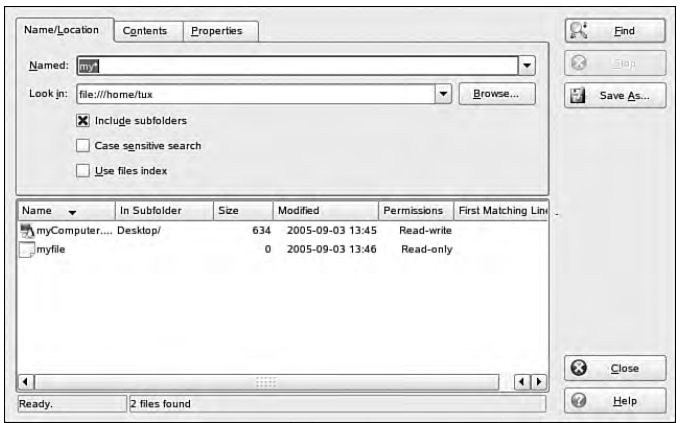 Name/Location Contents Properties
Find
Named: my*
Stop
Look in: file:///home/tux Browse...
Save As...
Include subfolders
Case sensitive search
Use files index
Name In Subfolder Size Modified Permissions First Matching Line
myComputer.... Desktop/ 634 2005-09-03 13:45 Read-write
myfile 0 2005-09-03 13:46 Read-only
Close
Ready. 2 files found
Help